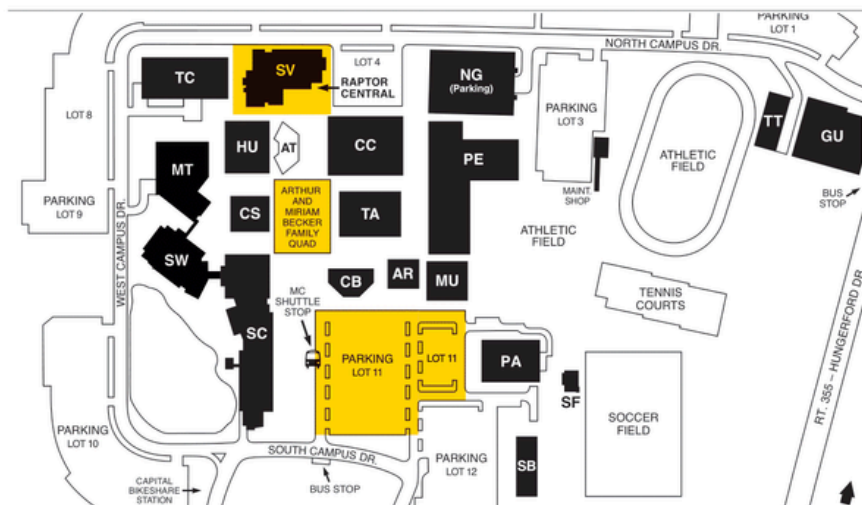 PARKING
LOT 1
NORTH CAMPUS DR.
SV
LOT 4
RAPTOR
CENTRAL
TC
NG
(Parking)
LOT 8
PARKING
LOT 3
TT
GU
HU
AT
CC
PE
ATHLETIC
FIELD
MT
MAINT.
SHOP
BUS
STOP
PARKING
LOT 9
ARTHUR
AND
MIRIAM
BECKER
FAMILY
QUAD
CS
TA
ATHLETIC
FIELD
WEST CAMPUS DR.
SW
CB
AR
MU
MC
SHUTTLE
STOP
TENNIS
COURTS
SC
PARKING
LOT 11
LOT 11
PA
RT. 355 – HUNGERFORD DR.
SF
SOCCER
FIELD
PARKING
LOT 10
SOUTH CAMPUS DR.
PARKING
LOT 12
SB
CAPITAL
BIKESHARE
STATION
BUS STOP